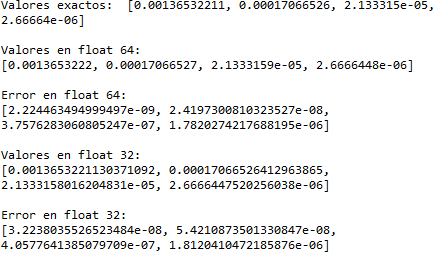 Valores exactos:  [0.00136532211, 0.00017066526, 2.133315e-05,
2.66664e-06]
Valores en float 64:
[0.0013653222, 0.00017066527, 2.1333159e-05, 2.6666448e-06]
Error en float 64:
[2.224463494999497e-09, 2.4197300810323527e-08,
3.7576283060805247e-07, 1.7820274217688195e-06]
Valores en float 32:
[0.0013653221130371092, 0.00017066526412963865,
2.1333158016204831e-05, 2.6666447520256038e-06]
Error en float 32:
[3.2238035526523484e-08, 5.4210873501330847e-08,
4.0577641385079709e-07, 1.8120410472185876e-06]